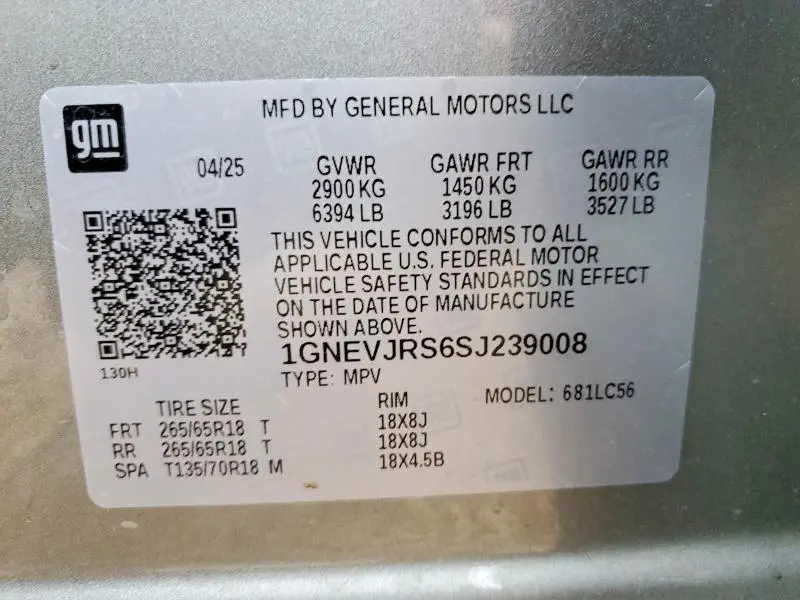 gm
MFD BY GENERAL MOTORS LLC
04/25 GVWR GAWR FRT GAWR RR
2900 KG 1450 KG 1600 KG
6394 LB 3196 LB 3527 LB
THIS VEHICLE CONFORMS TO ALL
APPLICABLE U.S. FEDERAL MOTOR
VEHICLE SAFETY STANDARDS IN EFFECT
ON THE DATE OF MANUFACTURE
SHOWN ABOVE.
1GNEVJRS6SJ239008
130H
TYPE: MPV
MODEL: 681LC56
TIRE SIZE RIM
FRT 265/65R18 T 18X8J
RR 265/65R18 T 18X8J
SPA T135/70R18 M 18X4.5B